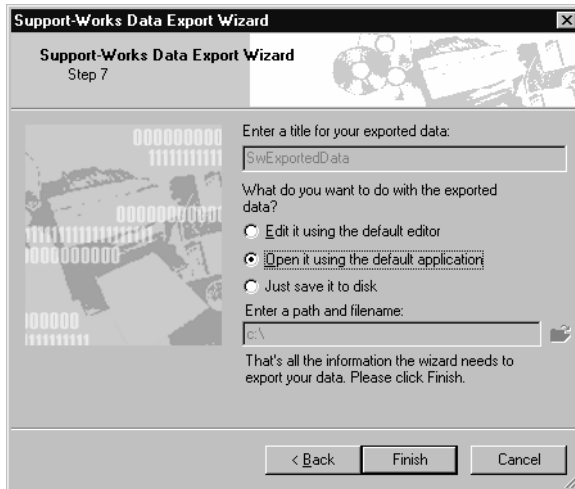 Support-Works Data Export Wizard
Support-Works Data Export Wizard
Step 7
000000000
11111111111
Enter a title for your exported data:
SwExportedData
What do you want to do with the exported
data?
Edit it using the default editor
Open it using the default application
Just save it to disk
Enter a path and filename:
c:\
That's all the information the wizard needs to
export your data. Please click Finish.
< Back
Finish
Cancel